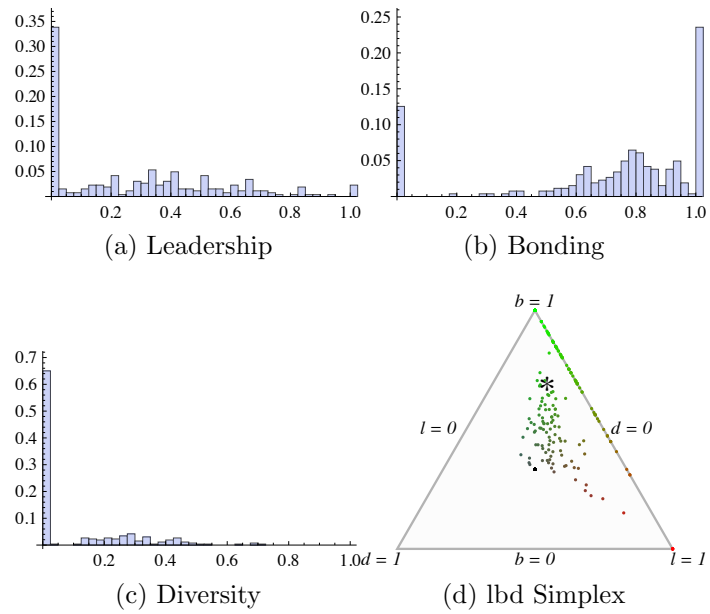 0.35
0.30
0.25
0.20
0.15
0.10
0.05
0.2 0.4 0.6 0.8 1.0
(a) Leadership
0.25
0.20
0.15
0.10
0.05
0.2 0.4 0.6 0.8 1.0
(b) Bonding
0.7
0.6
0.5
0.4
0.3
0.2
0.1
0.2 0.4 0.6 0.8 1.0
(c) Diversity
b = 1
l = 0
d = 0
d = 1
b = 0
l = 1
(d) lbd Simplex